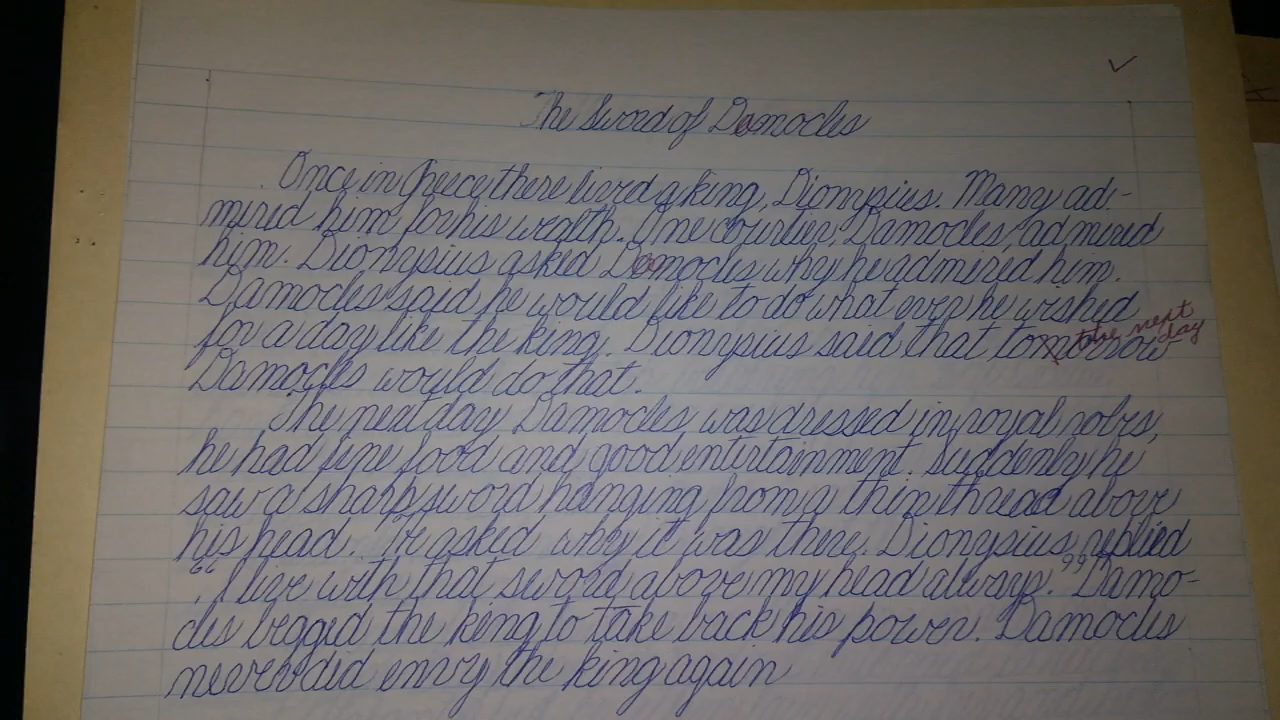 The Sword of Damocles
Once in Greece there lived a king, Dionysius. Many ad-
mired him for his wealth. One courtier, Damocles, admired
him. Dionysius asked Damocles why he admired him.
Damocles said he would like to do what ever he wished
for a day like the king. Dionysius said that tomorrow the next day
Damocles would do that.
The next day Damocles was dressed in royal robes,
he had fine food and good entertainment. Suddenly he
saw a sharp sword hanging from a thin thread above
his head. He asked why it was there. Dionysius replied
, "I live with that sword above my head always." Damo-
cles begged the king to take back his power. Damocles
never did envy the king again